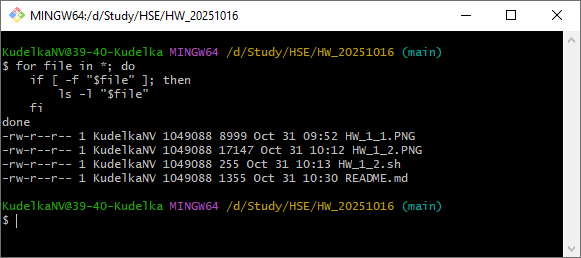 MINGW64:/d/Study/HSE/HW_20251016
KudelkaNV@39-40-Kudelka MINGW64 /d/Study/HSE/HW_20251016 (main)
$ for file in *; do
    if [ -f "$file" ]; then
        ls -l "$file"
    fi
done
-rw-r--r-- 1 KudelkaNV 1049088 8999 Oct 31 09:52 HW_1_1.PNG
-rw-r--r-- 1 KudelkaNV 1049088 17147 Oct 31 10:12 HW_1_2.PNG
-rw-r--r-- 1 KudelkaNV 1049088 255 Oct 31 10:13 HW_1_2.sh
-rw-r--r-- 1 KudelkaNV 1049088 1355 Oct 31 10:30 README.md
KudelkaNV@39-40-Kudelka MINGW64 /d/Study/HSE/HW_20251016 (main)
$